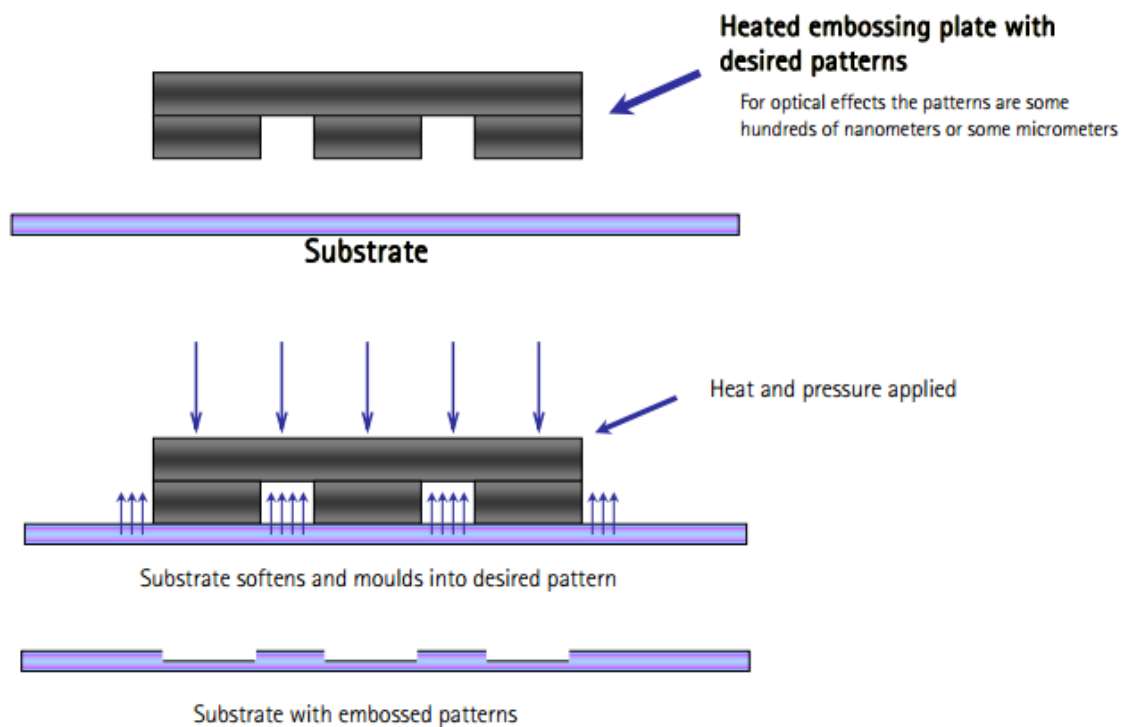 Heated embossing plate with
desired patterns
For optical effects the patterns are some
hundreds of nanometers or some micrometers
Substrate
Heat and pressure applied
Substrate softens and moulds into desired pattern
Substrate with embossed patterns